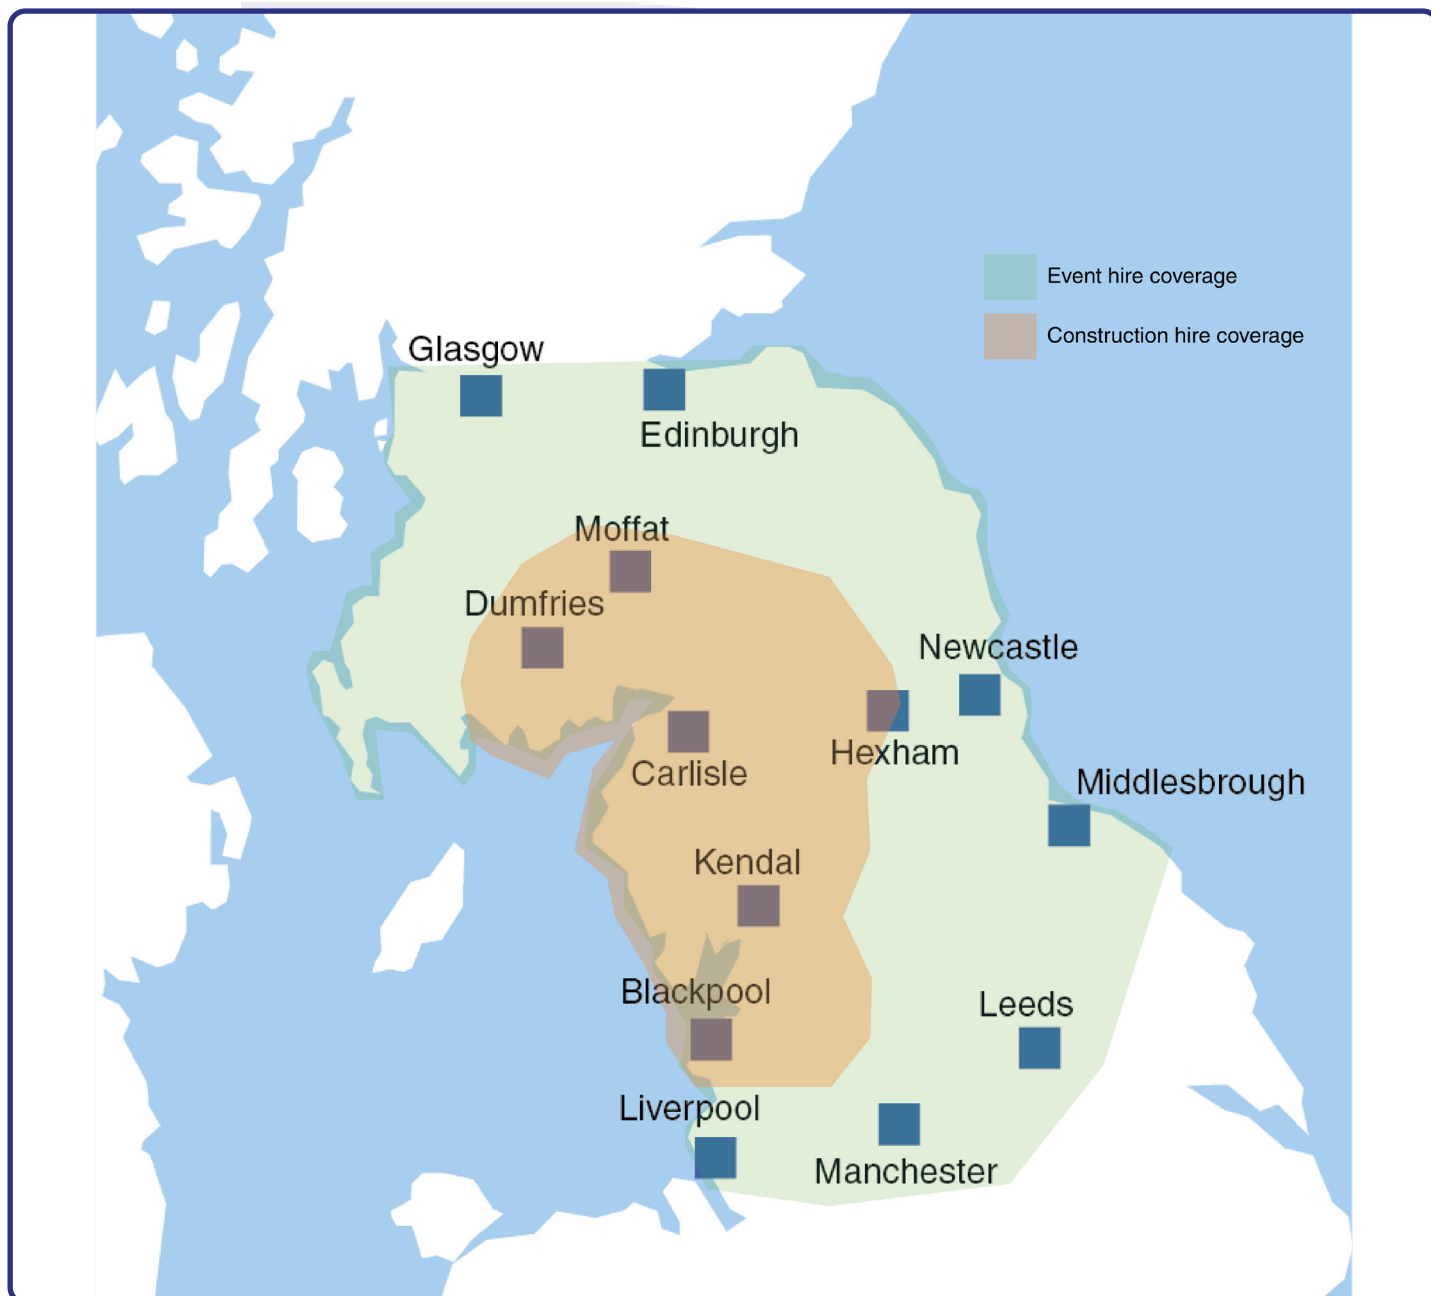 Event hire coverage
Construction hire coverage
Glasgow
Edinburgh
Moffat
Dumfries
Newcastle
Hexham
Carlisle
Middlesbrough
Kendal
Blackpool
Leeds
Liverpool
Manchester